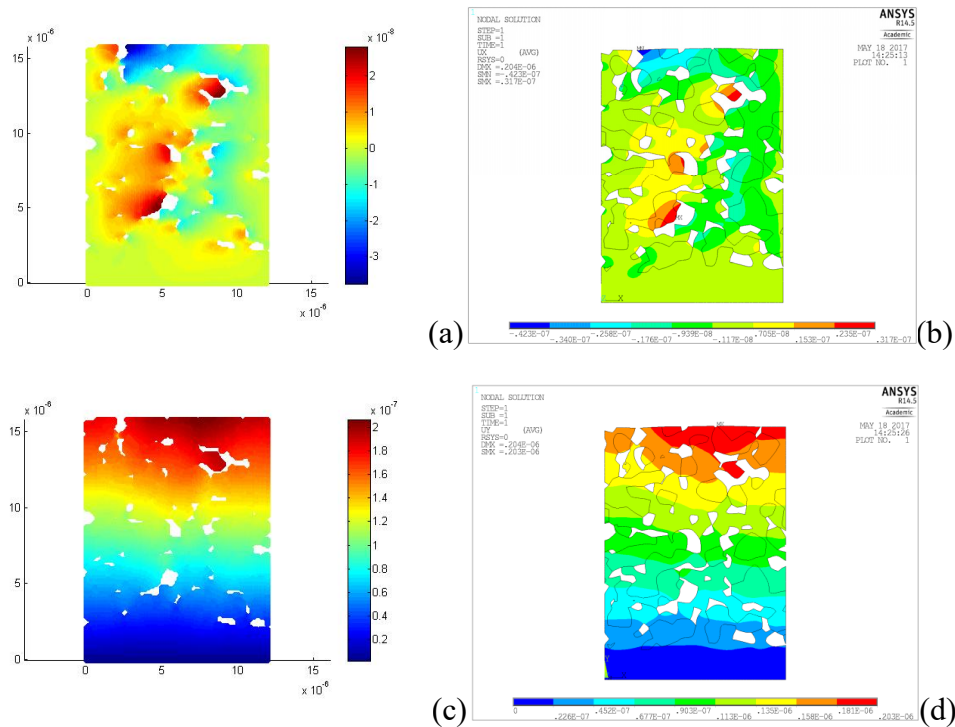 x 10⁻⁶
15
10
5
0
0
5
10
15
x 10⁻⁶
x 10⁻⁸
2
1
0
-1
-2
-3
(a)
1
NODAL SOLUTION
STEP=1
SUB =1
TIME=1
UX (AVG)
RSYS=0
DMX =.204E-06
SMN =-.423E-07
SMX =.317E-07
ANSYS
R14.5
Academic
MAY 18 2017
14:25:13
PLOT NO. 1
MN
MX
Z X
-.423E-07
-.340E-07
-.258E-07
-.176E-07
-.939E-08
-.117E-08
.705E-08
.153E-07
.235E-07
.317E-07
(b)
x 10⁻⁶
15
10
5
0
0
5
10
15
x 10⁻⁶
x 10⁻⁷
2
1.8
1.6
1.4
1.2
1
0.8
0.6
0.4
0.2
(c)
1
NODAL SOLUTION
STEP=1
SUB =1
TIME=1
UY (AVG)
RSYS=0
DMX =.204E-06
SMX =.203E-06
ANSYS
R14.5
Academic
MAY 18 2017
14:25:26
PLOT NO. 1
MX
Y
0
.226E-07
.452E-07
.677E-07
.903E-07
.113E-06
.135E-06
.158E-06
.181E-06
.203E-06
(d)